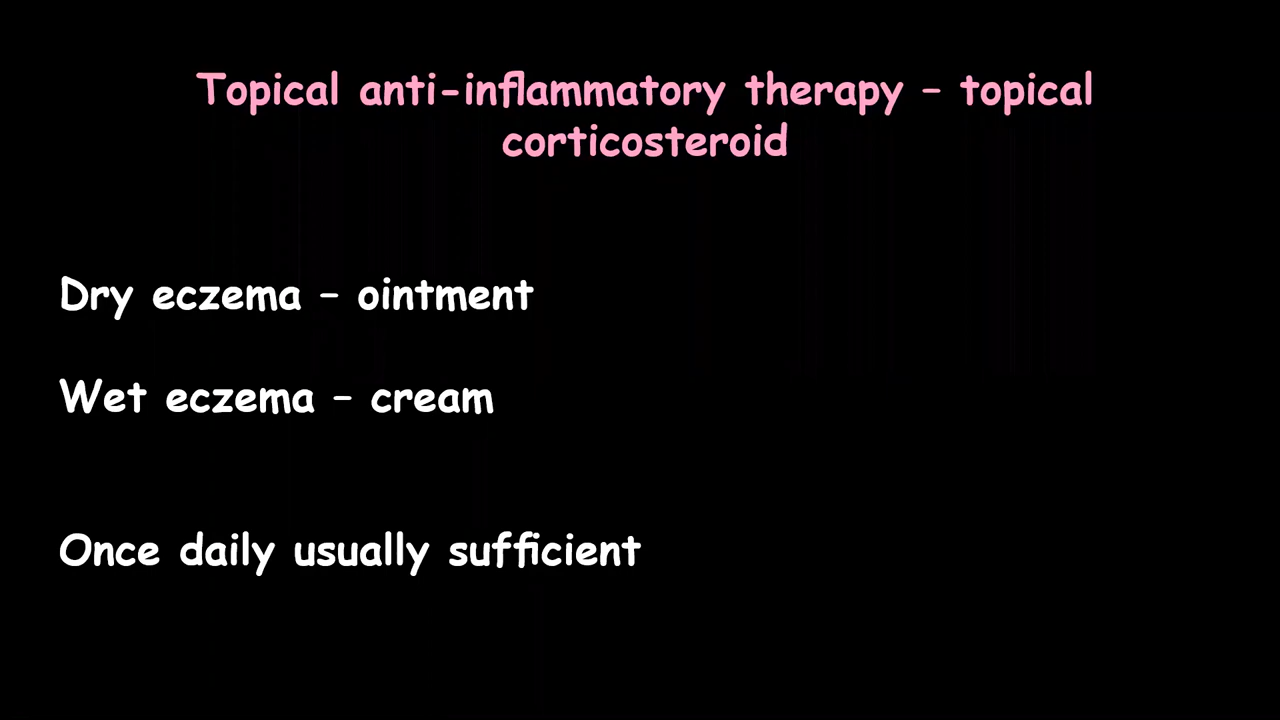 Topical anti-inflammatory therapy – topical
corticosteroid
Dry eczema – ointment
Wet eczema – cream
Once daily usually sufficient